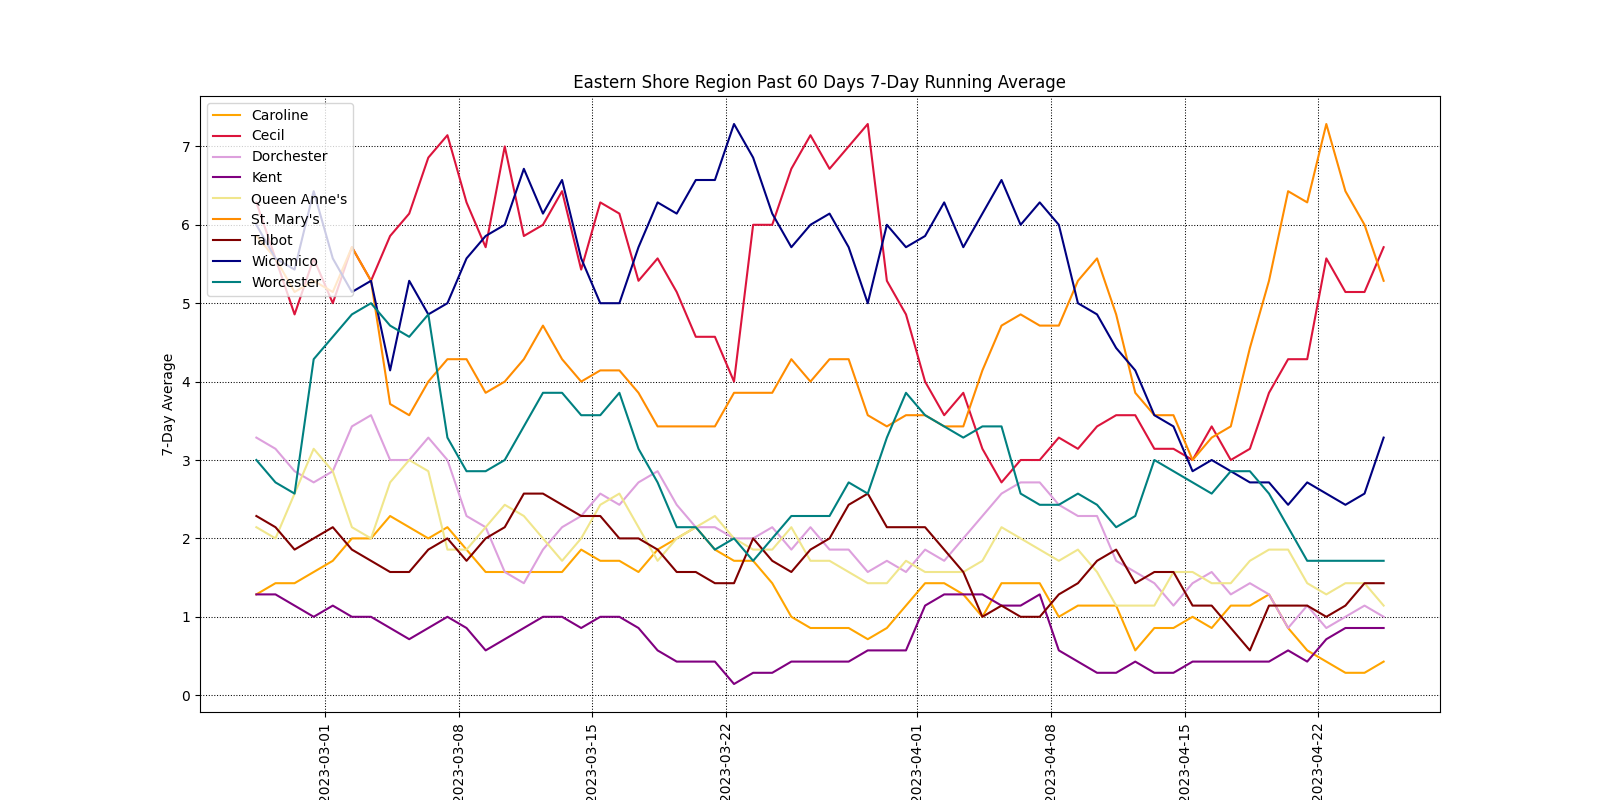 Eastern Shore Region Past 60 Days 7-Day Running Average
Caroline
Cecil
Dorchester
Kent
Queen Anne's
St. Mary's
Talbot
Wicomico
Worcester
7-Day Average
7
6
5
4
3
2
1
0
2023-03-01
2023-03-08
2023-03-15
2023-03-22
2023-04-01
2023-04-08
2023-04-15
2023-04-22